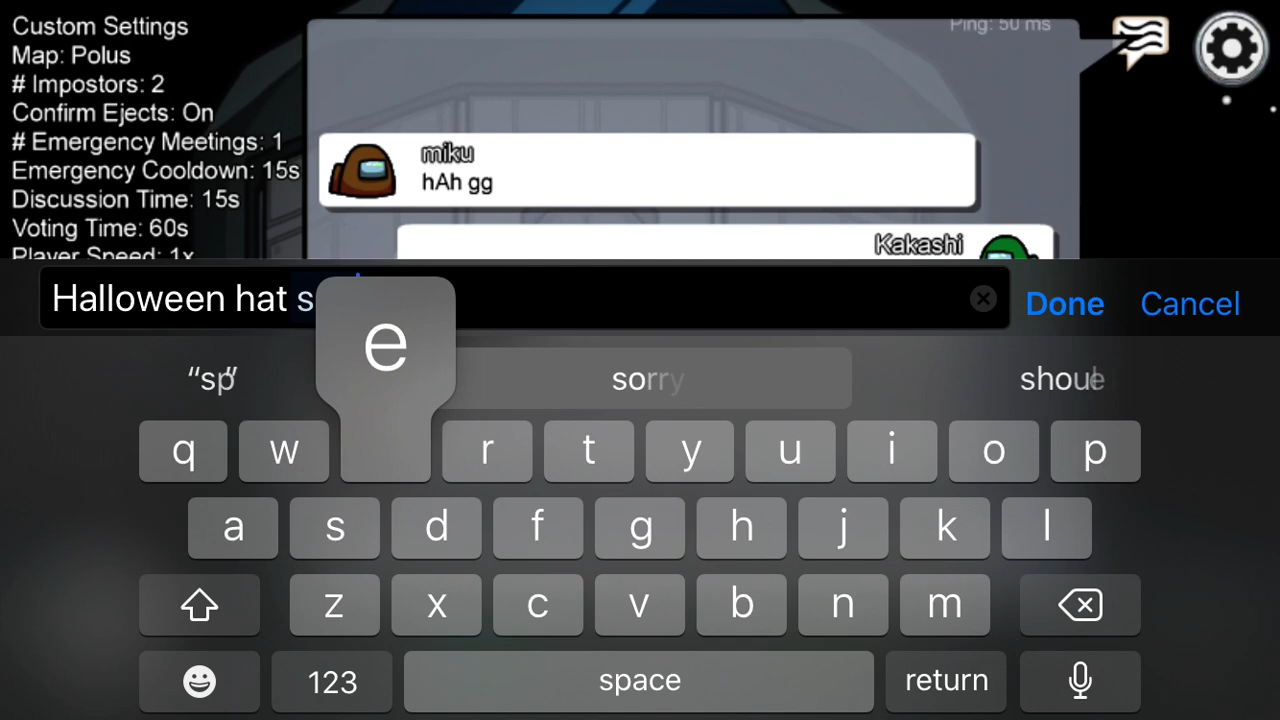 Custom Settings
Map: Polus
# Impostors: 2
Confirm Ejects: On
# Emergency Meetings: 1
Emergency Cooldown: 15s
Discussion Time: 15s
Voting Time: 60s
Player Speed: 1x
Ping: 50 ms
miku
hAh gg
Kakashi
Halloween hat s
Done
Cancel
e
sorry
q w r t y u i o p
a s d f g h j k l
z x c v b n m
123 space return